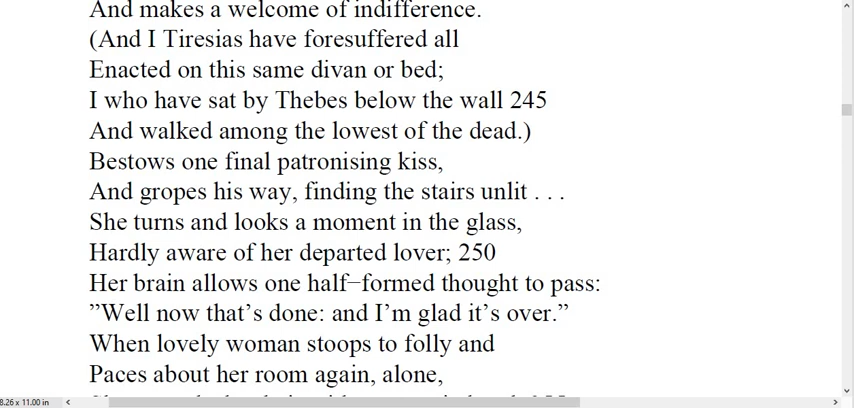 And makes a welcome of indifference.
(And I Tiresias have foresuffered all
Enacted on this same divan or bed;
I who have sat by Thebes below the wall 245
And walked among the lowest of the dead.)
Bestows one final patronising kiss,
And gropes his way, finding the stairs unlit . . .
She turns and looks a moment in the glass,
Hardly aware of her departed lover; 250
Her brain allows one half−formed thought to pass:
”Well now that’s done: and I’m glad it’s over.”
When lovely woman stoops to folly and
Paces about her room again, alone,
8.26 x 11.00 in